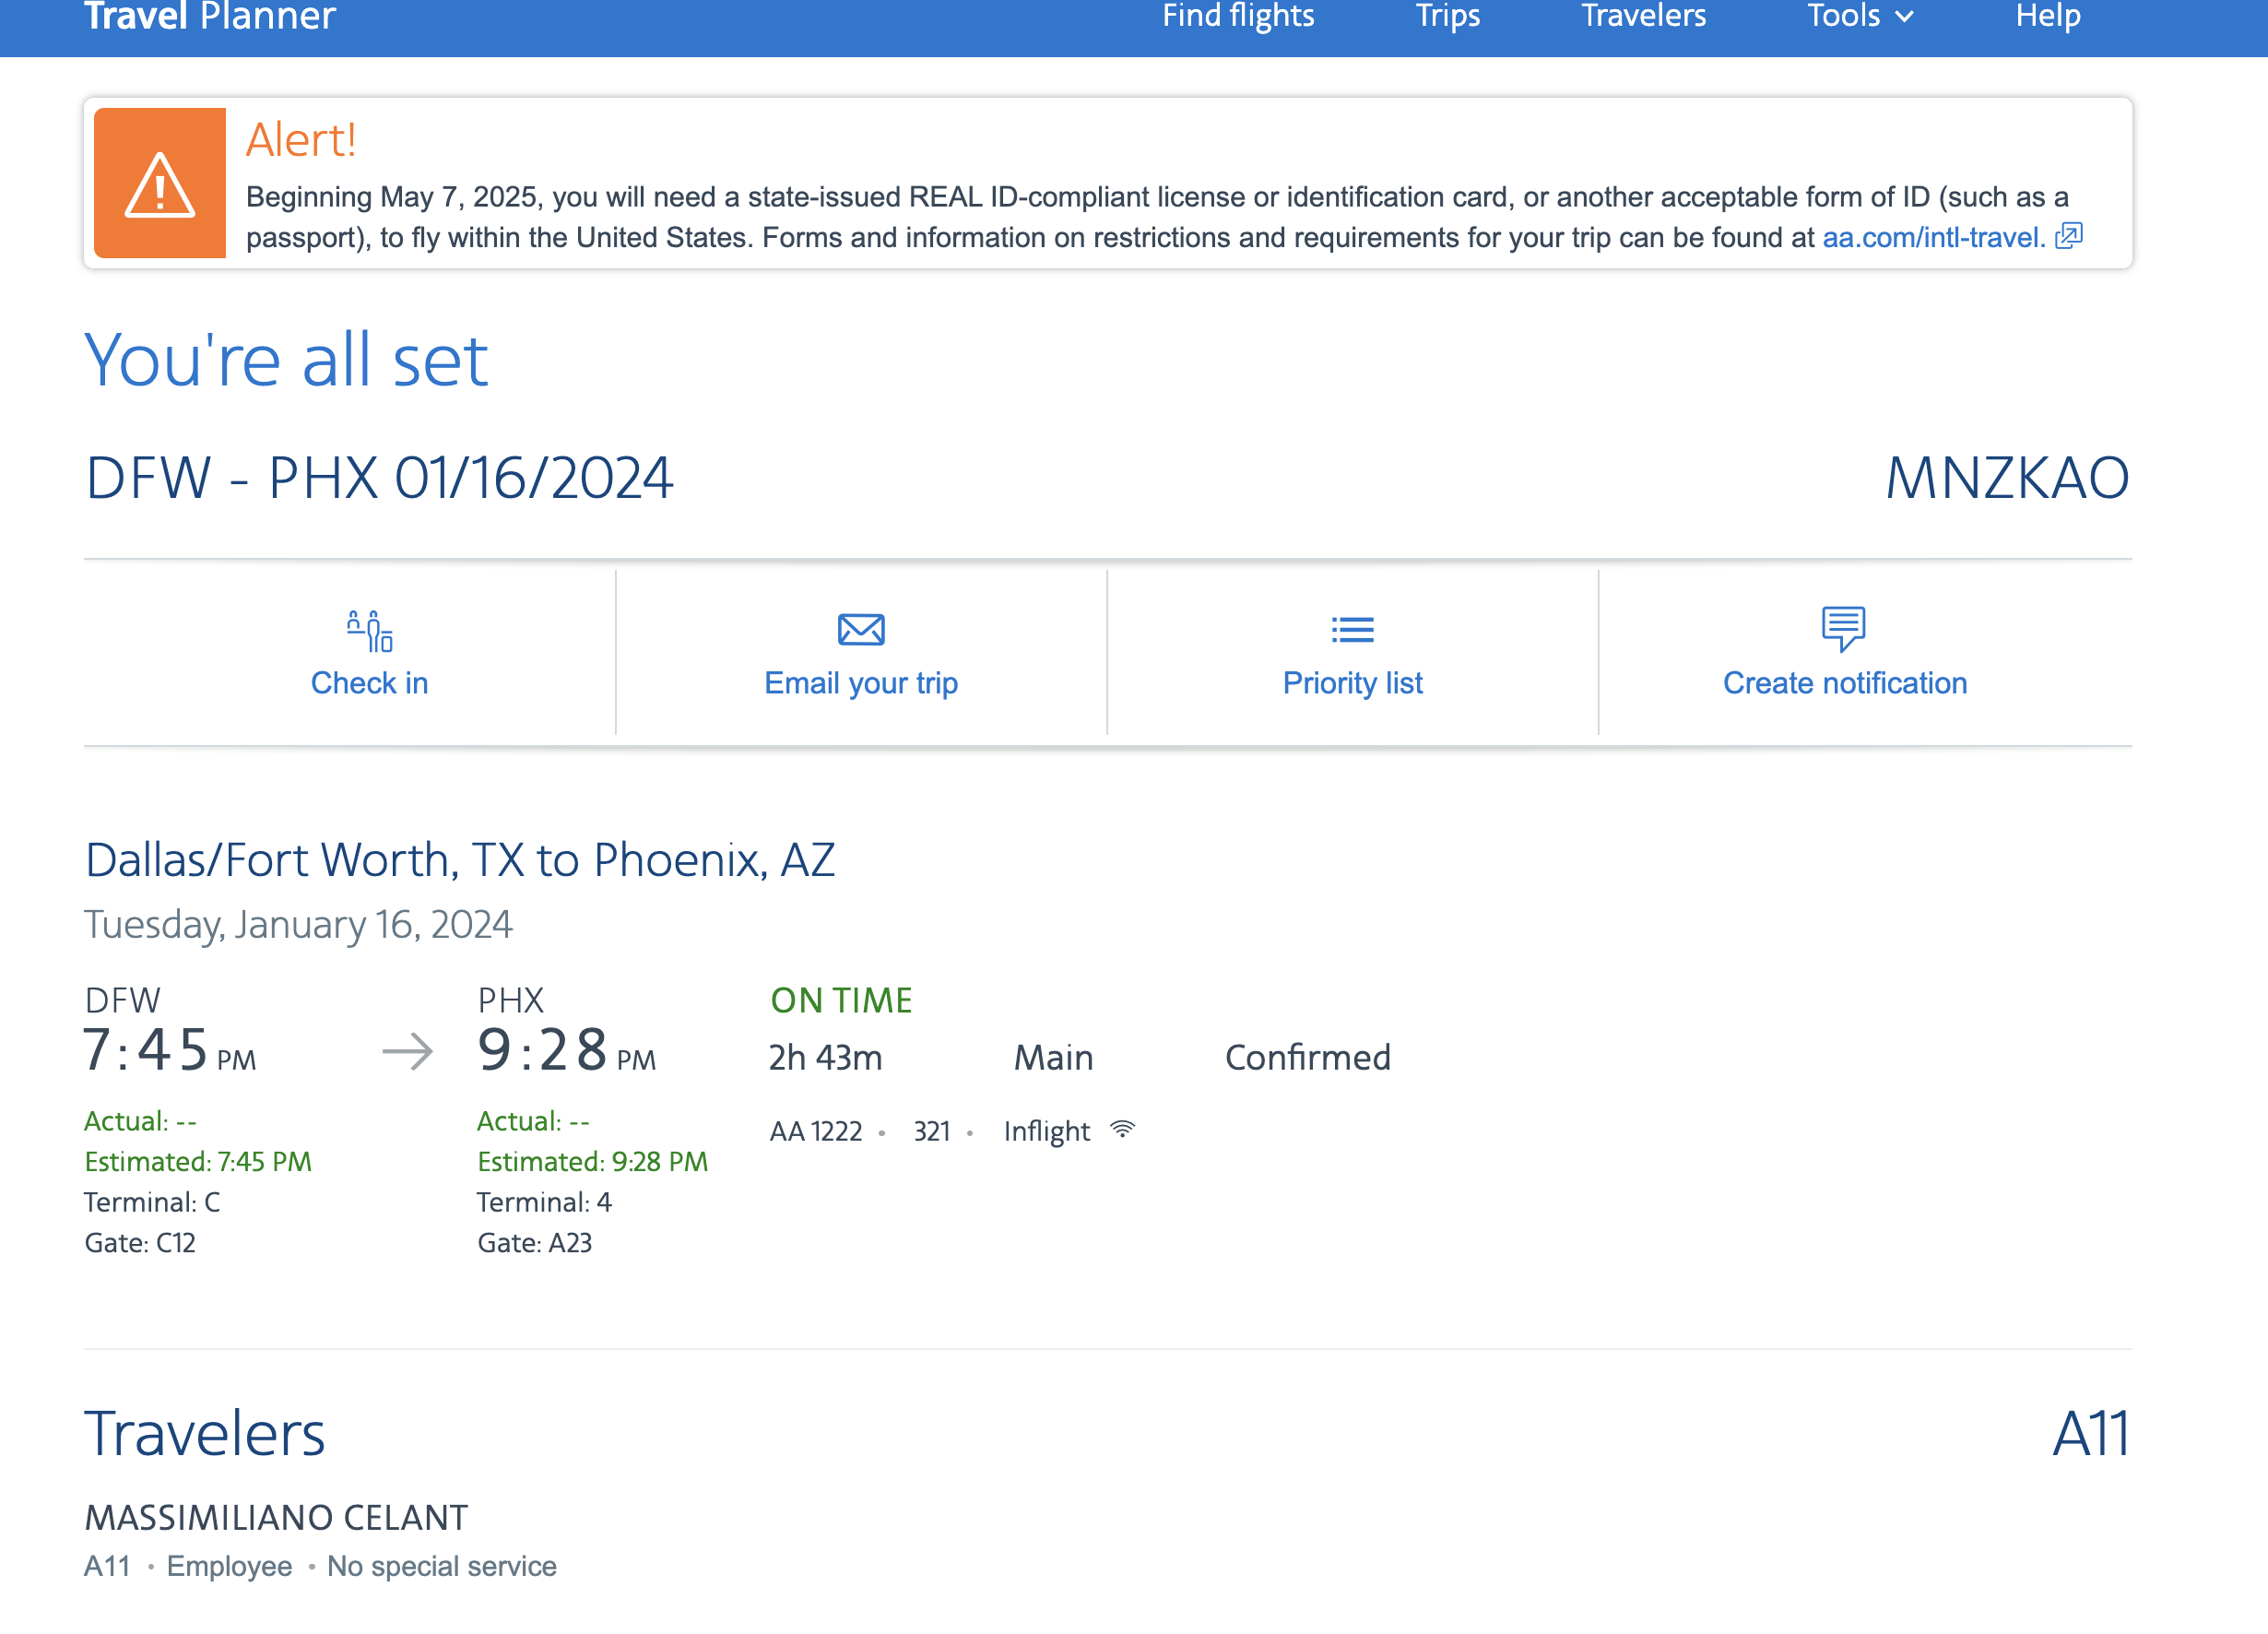 Travel Planner
Find flights Trips Travelers Tools Help
Alert!
Beginning May 7, 2025, you will need a state-issued REAL ID-compliant license or identification card, or another acceptable form of ID (such as a
passport), to fly within the United States. Forms and information on restrictions and requirements for your trip can be found at aa.com/intl-travel.
You're all set
DFW - PHX 01/16/2024 MNZKAO
Check in Email your trip Priority list Create notification
Dallas/Fort Worth, TX to Phoenix, AZ
Tuesday, January 16, 2024
DFW PHX ON TIME
7:45 PM → 9:28 PM 2h 43m Main Confirmed
Actual: -- Actual: -- AA 1222 • 321 • Inflight
Estimated: 7:45 PM Estimated: 9:28 PM
Terminal: C Terminal: 4
Gate: C12 Gate: A23
Travelers A11
MASSIMILIANO CELANT
A11 • Employee • No special service